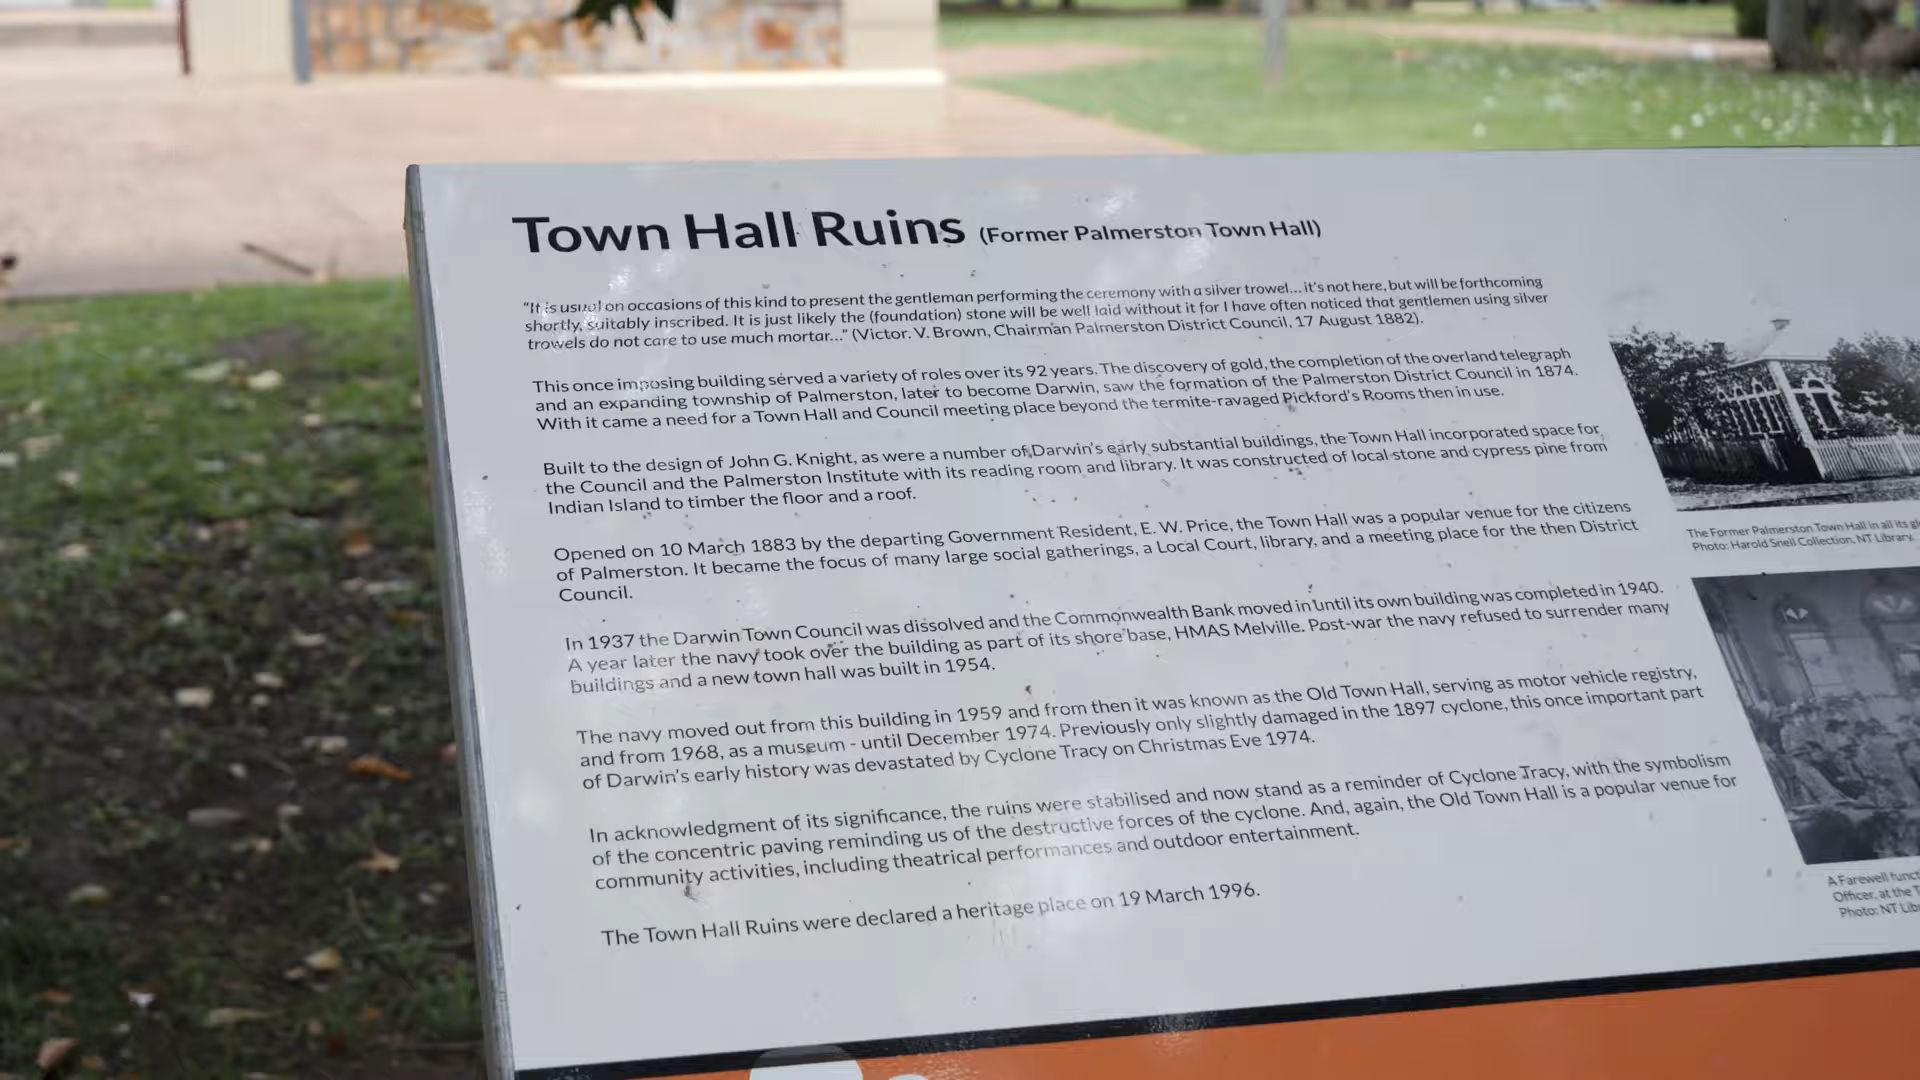 Town Hall Ruins (Former Palmerston Town Hall)
“It is usual on occasions of this kind to present the gentleman performing the ceremony with a silver trowel...it’s not here, but will be forthcoming
shortly, suitably inscribed. It is just likely the (foundation) stone will be well laid without it for I have often noticed that gentlemen using silver
trowels do not care to use much mortar...” (Victor. V. Brown, Chairman Palmerston District Council, 17 August 1882).
This once imposing building served a variety of roles over its 92 years. The discovery of gold, the completion of the overland telegraph
and an expanding township of Palmerston, later to become Darwin, saw the formation of the Palmerston District Council in 1874.
With it came a need for a Town Hall and Council meeting place beyond the termite-ravaged Pickford’s Rooms then in use.
Built to the design of John G. Knight, as were a number of Darwin’s early substantial buildings, the Town Hall incorporated space for
the Council and the Palmerston Institute with its reading room and library. It was constructed of local stone and cypress pine from
Indian Island to timber the floor and a roof.
Opened on 10 March 1883 by the departing Government Resident, E. W. Price, the Town Hall was a popular venue for the citizens
of Palmerston. It became the focus of many large social gatherings, a Local Court, library, and a meeting place for the then District
Council.
In 1937 the Darwin Town Council was dissolved and the Commonwealth Bank moved in until its own building was completed in 1940.
A year later the navy took over the building as part of its shore base, HMAS Melville. Post-war the navy refused to surrender many
buildings and a new town hall was built in 1954.
The navy moved out from this building in 1959 and from then it was known as the Old Town Hall, serving as motor vehicle registry,
and from 1968, as a museum - until December 1974. Previously only slightly damaged in the 1897 cyclone, this once important part
of Darwin’s early history was devastated by Cyclone Tracy on Christmas Eve 1974.
In acknowledgment of its significance, the ruins were stabilised and now stand as a reminder of Cyclone Tracy, with the symbolism
of the concentric paving reminding us of the destructive forces of the cyclone. And, again, the Old Town Hall is a popular venue for
community activities, including theatrical performances and outdoor entertainment.
The Town Hall Ruins were declared a heritage place on 19 March 1996.
The Former Palmerston Town Hall in all its
Photo: Harold Snell Collection, NT Library.
A Farewell
Officer, at the
Photo: NT